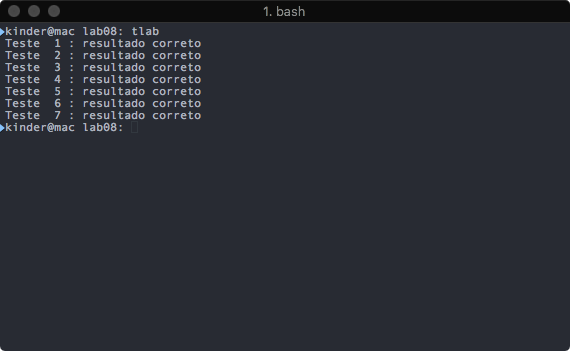 1. bash
kinder@mac lab08: tlab
Teste  1 : resultado correto
Teste  2 : resultado correto
Teste  3 : resultado correto
Teste  4 : resultado correto
Teste  5 : resultado correto
Teste  6 : resultado correto
Teste  7 : resultado correto
kinder@mac lab08: